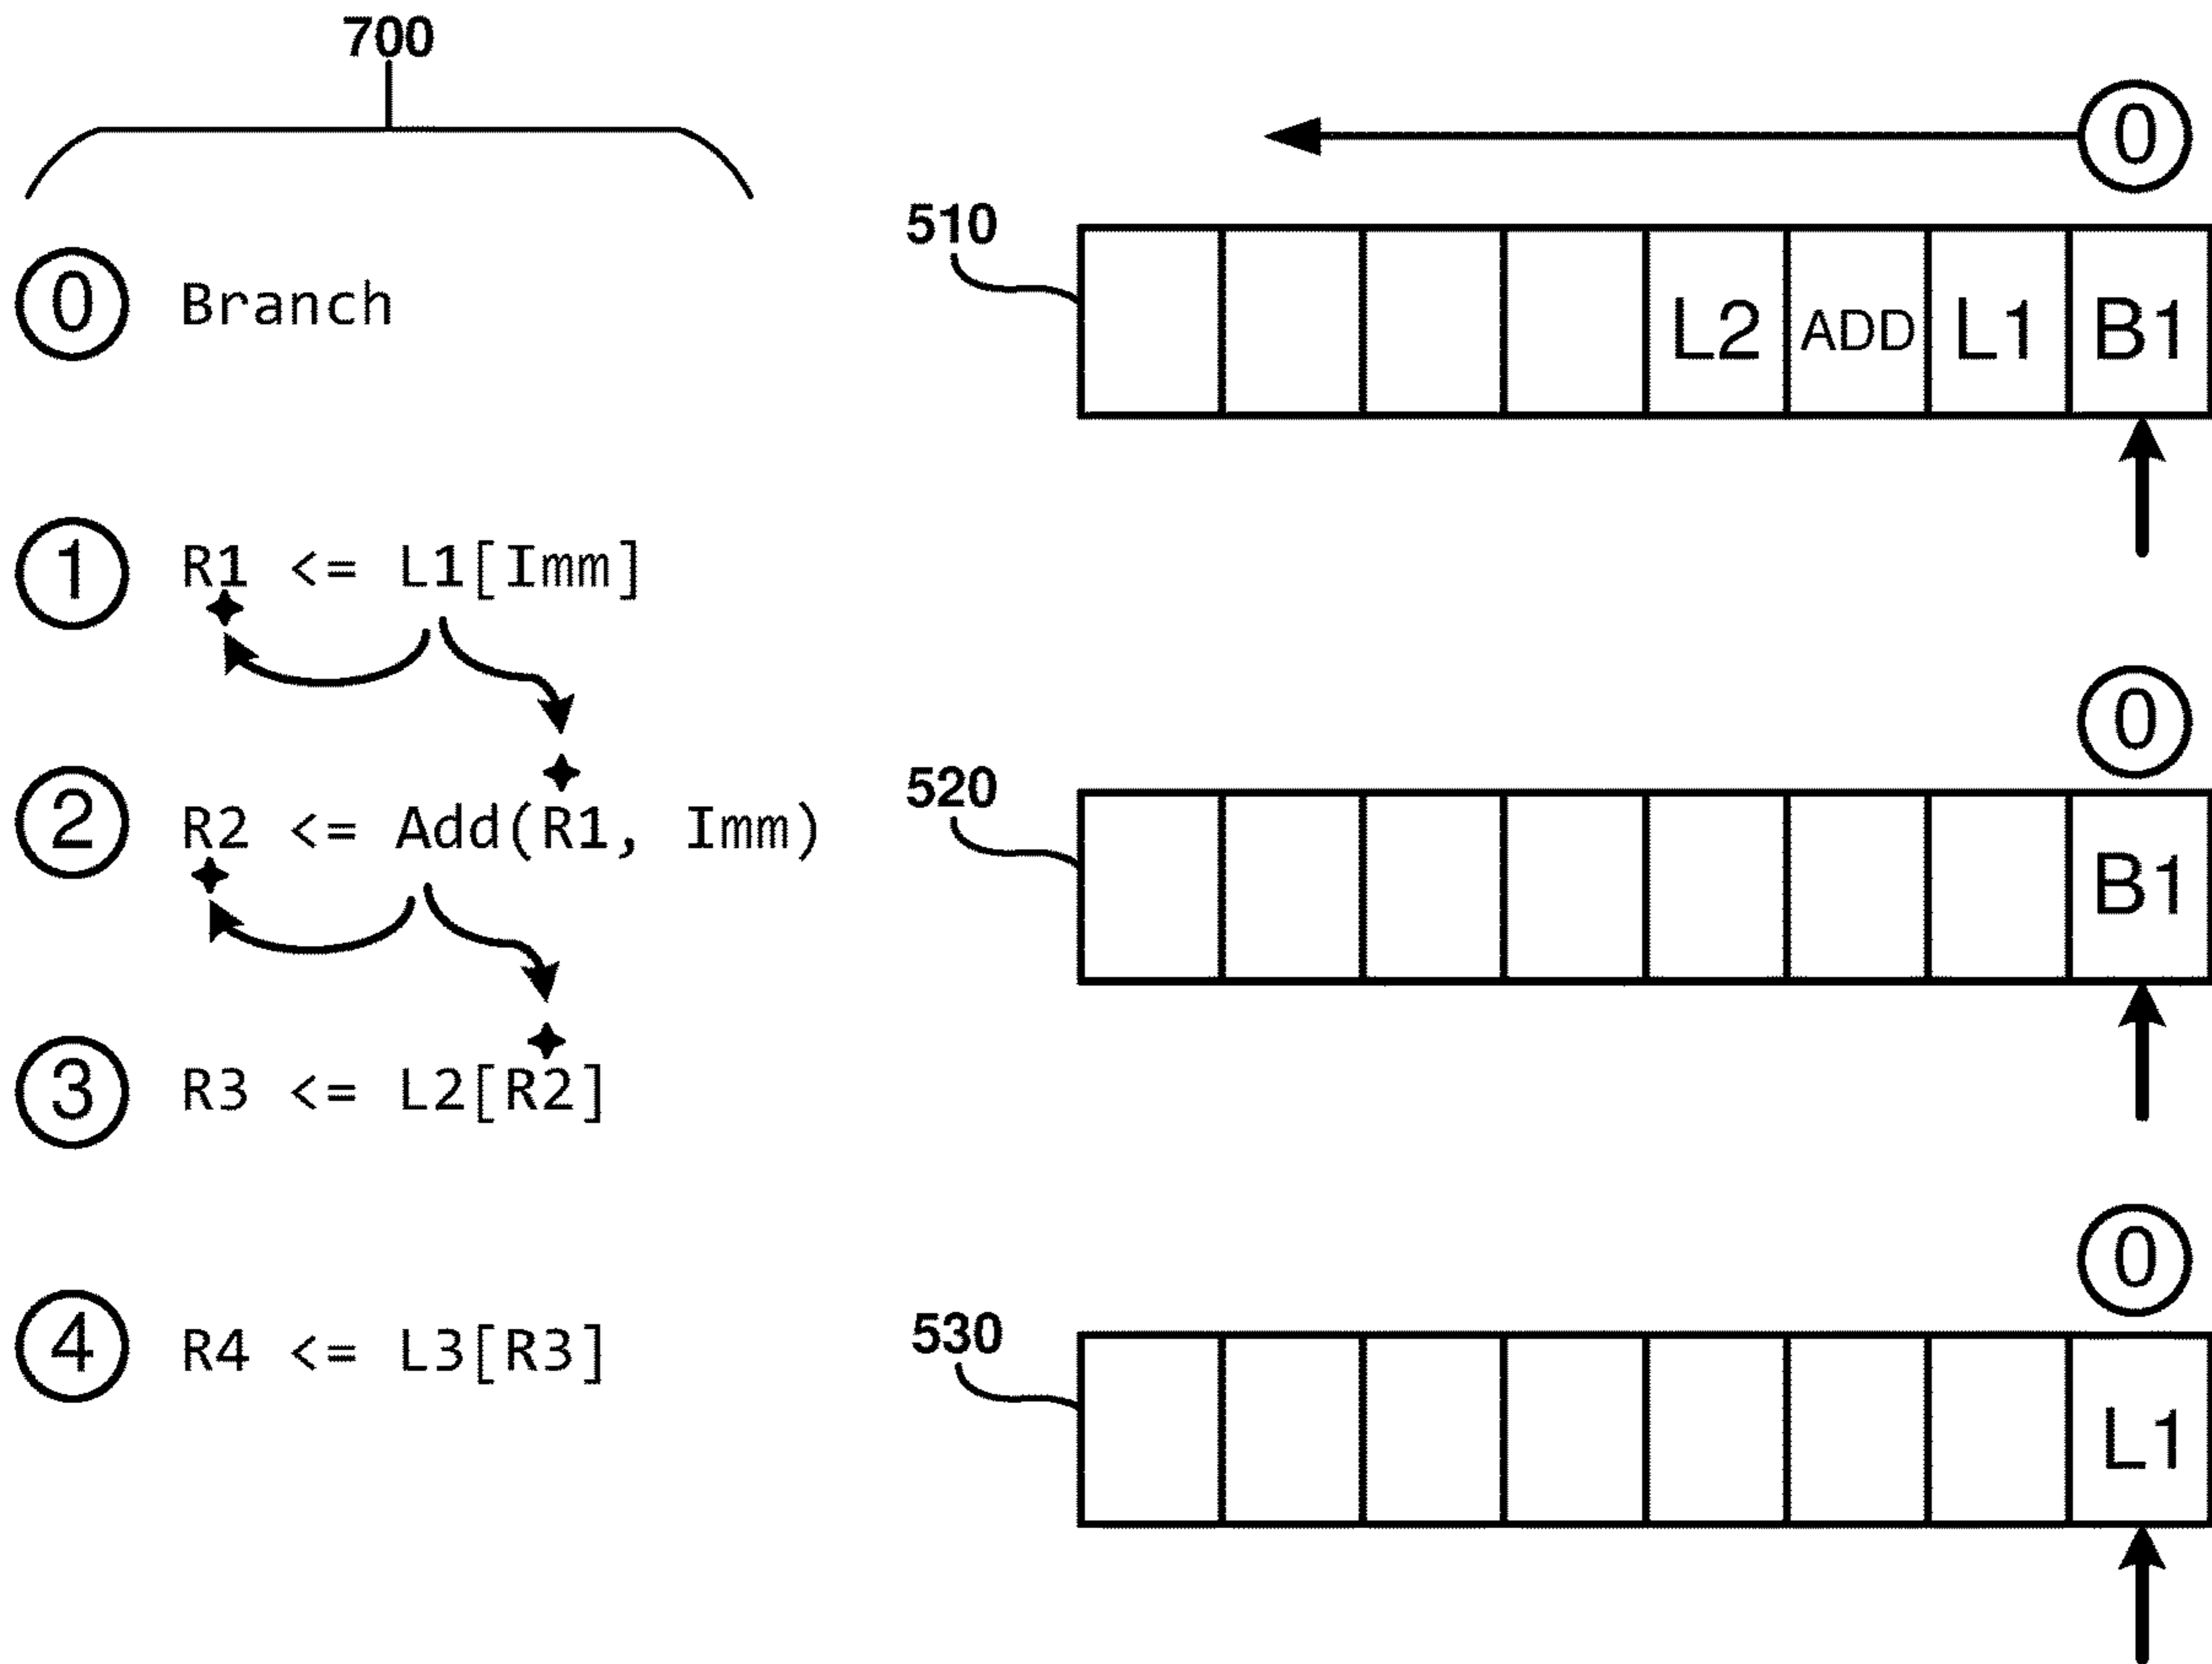 700
0 Branch
1 R1 <= L1[Imm]
2 R2 <= Add(R1, Imm)
3 R3 <= L2[R2]
4 R4 <= L3[R3]
0
510
L2 ADD L1 B1
0
520
B1
0
530
L1